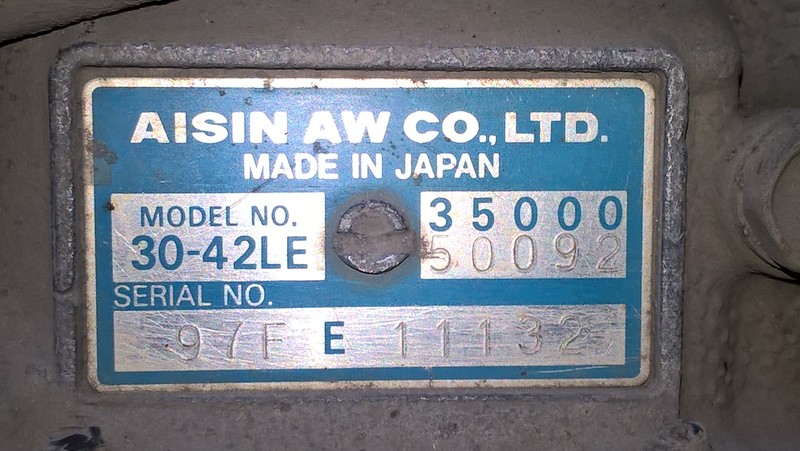 AISIN AW CO., LTD.
MADE IN JAPAN
MODEL NO.
30-42LE
35000
50092
SERIAL NO.
97F E 11132